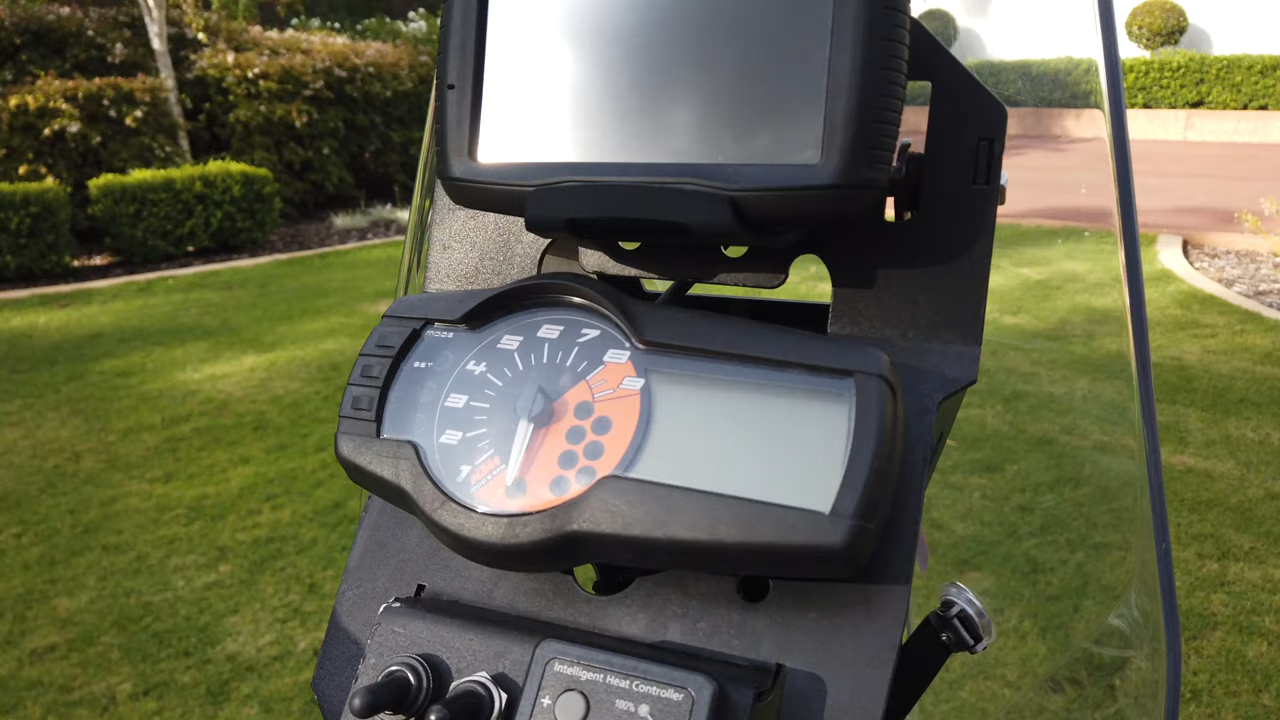 MODE
SET
1
2
3
4
5
6
7
8
9
KTM
Intelligent Heat Controller
+
100%